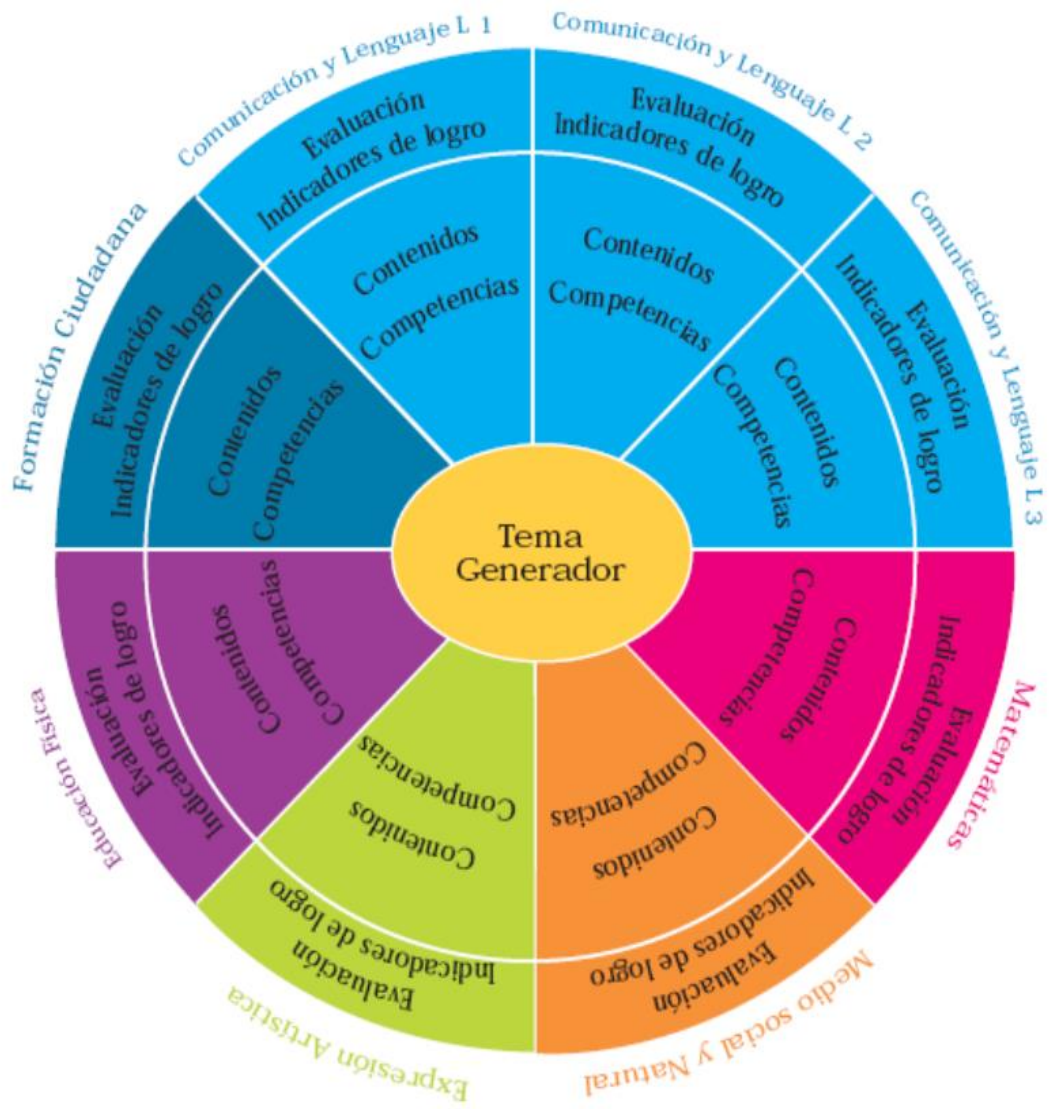 Comunicación y Lenguaje L 1
Evaluación
Indicadores de logro
Contenidos
Competencias
Comunicación y Lenguaje L 2
Evaluación
Indicadores de logro
Contenidos
Competencias
Comunicación y Lenguaje L 3
Evaluación
Indicadores de logro
Contenidos
Competencias
Matemáticas
Evaluación
Indicadores de logro
Contenidos
Competencias
Medio social y Natural
Evaluación
Indicadores de logro
Contenidos
Competencias
Expresión Artística
Evaluación
Indicadores de logro
Contenidos
Competencias
Educación Física
Evaluación
Indicadores de logro
Contenidos
Competencias
Formación Ciudadana
Evaluación
Indicadores de logro
Contenidos
Competencias
Tema
Generador